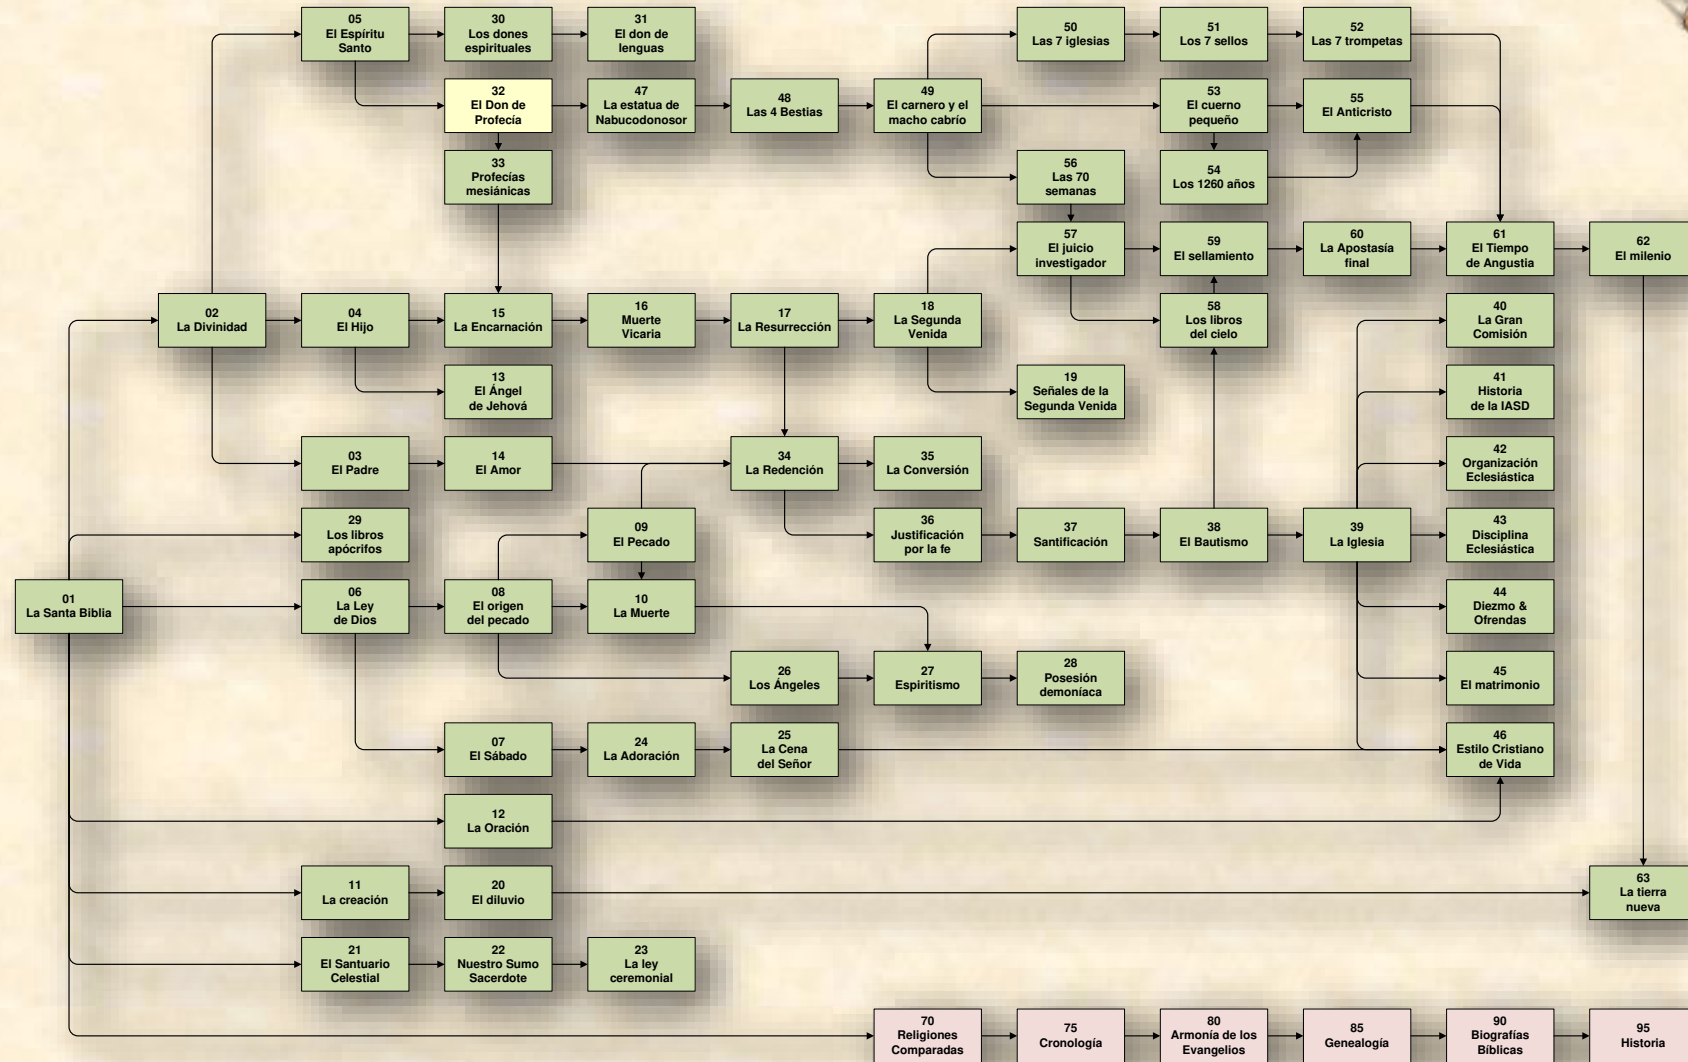 05
El Espíritu
Santo
30
Los dones
espirituales
31
El don de
lenguas
50
Las 7 iglesias
51
Los 7 sellos
52
Las 7 trompetas
32
El Don de
Profecía
47
La estatua de
Nabucodonosor
48
Las 4 Bestias
49
El carnero y el
macho cabrío
53
El cuerno
pequeño
55
El Anticristo
33
Profecías
mesiánicas
56
Las 70
semanas
54
Los 1260 años
57
El juicio
investigador
59
El sellamiento
60
La Apostasía
final
61
El Tiempo
de Angustia
62
El milenio
02
La Divinidad
04
El Hijo
15
La Encarnación
16
Muerte
Vicaria
17
La Resurrección
18
La Segunda
Venida
58
Los libros
del cielo
40
La Gran
Comisión
13
El Ángel
de Jehová
19
Señales de la
Segunda Venida
41
Historia
de la IASD
03
El Padre
14
El Amor
34
La Redención
35
La Conversión
42
Organización
Eclesiástica
29
Los libros
apócrifos
09
El Pecado
36
Justificación
por la fe
37
Santificación
38
El Bautismo
39
La Iglesia
43
Disciplina
Eclesiástica
01
La Santa Biblia
06
La Ley
de Dios
08
El origen
del pecado
10
La Muerte
44
Diezmo &
Ofrendas
26
Los Ángeles
27
Espiritismo
28
Posesión
demoníaca
45
El matrimonio
07
El Sábado
24
La Adoración
25
La Cena
del Señor
46
Estilo Cristiano
de Vida
12
La Oración
11
La creación
20
El diluvio
63
La tierra
nueva
21
El Santuario
Celestial
22
Nuestro Sumo
Sacerdote
23
La ley
ceremonial
70
Religiones
Comparadas
75
Cronología
80
Armonía de los
Evangelios
85
Genealogía
90
Biografías
Bíblicas
95
Historia